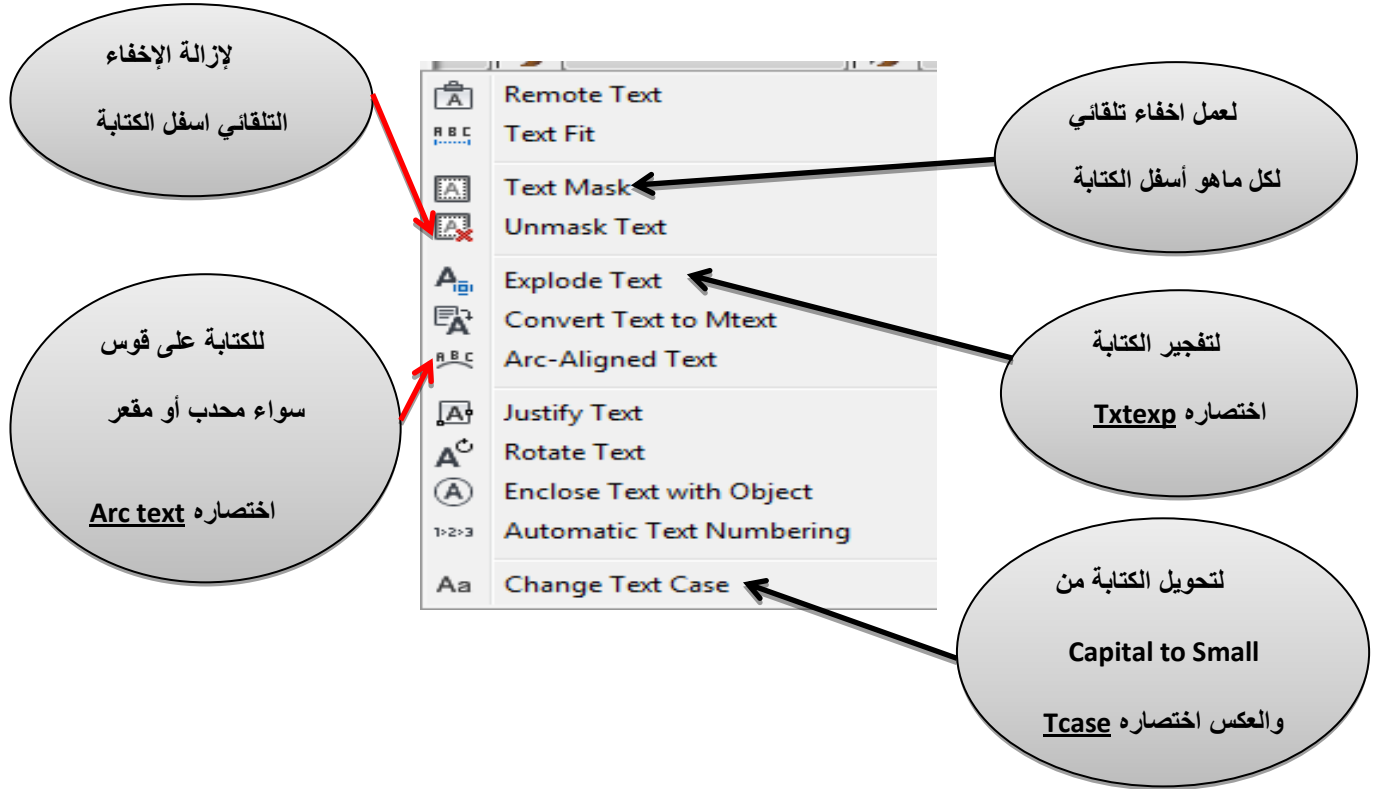 لإزالة الإخفاء
التلقائي اسفل الكتابة
Remote Text
Text Fit
Text Mask
Unmask Text
Explode Text
Convert Text to Mtext
Arc-Aligned Text
Justify Text
Rotate Text
Enclose Text with Object
Automatic Text Numbering
Change Text Case
لعمل اخفاء تلقائي
لكل ماهو أسفل الكتابة
للكتابة على قوس
سواء محدب أو مقعر
اختصاره Arc text
لتفجير الكتابة
اختصاره Txtexp
لتحويل الكتابة من
Capital to Small
والعكس اختصاره Tcase